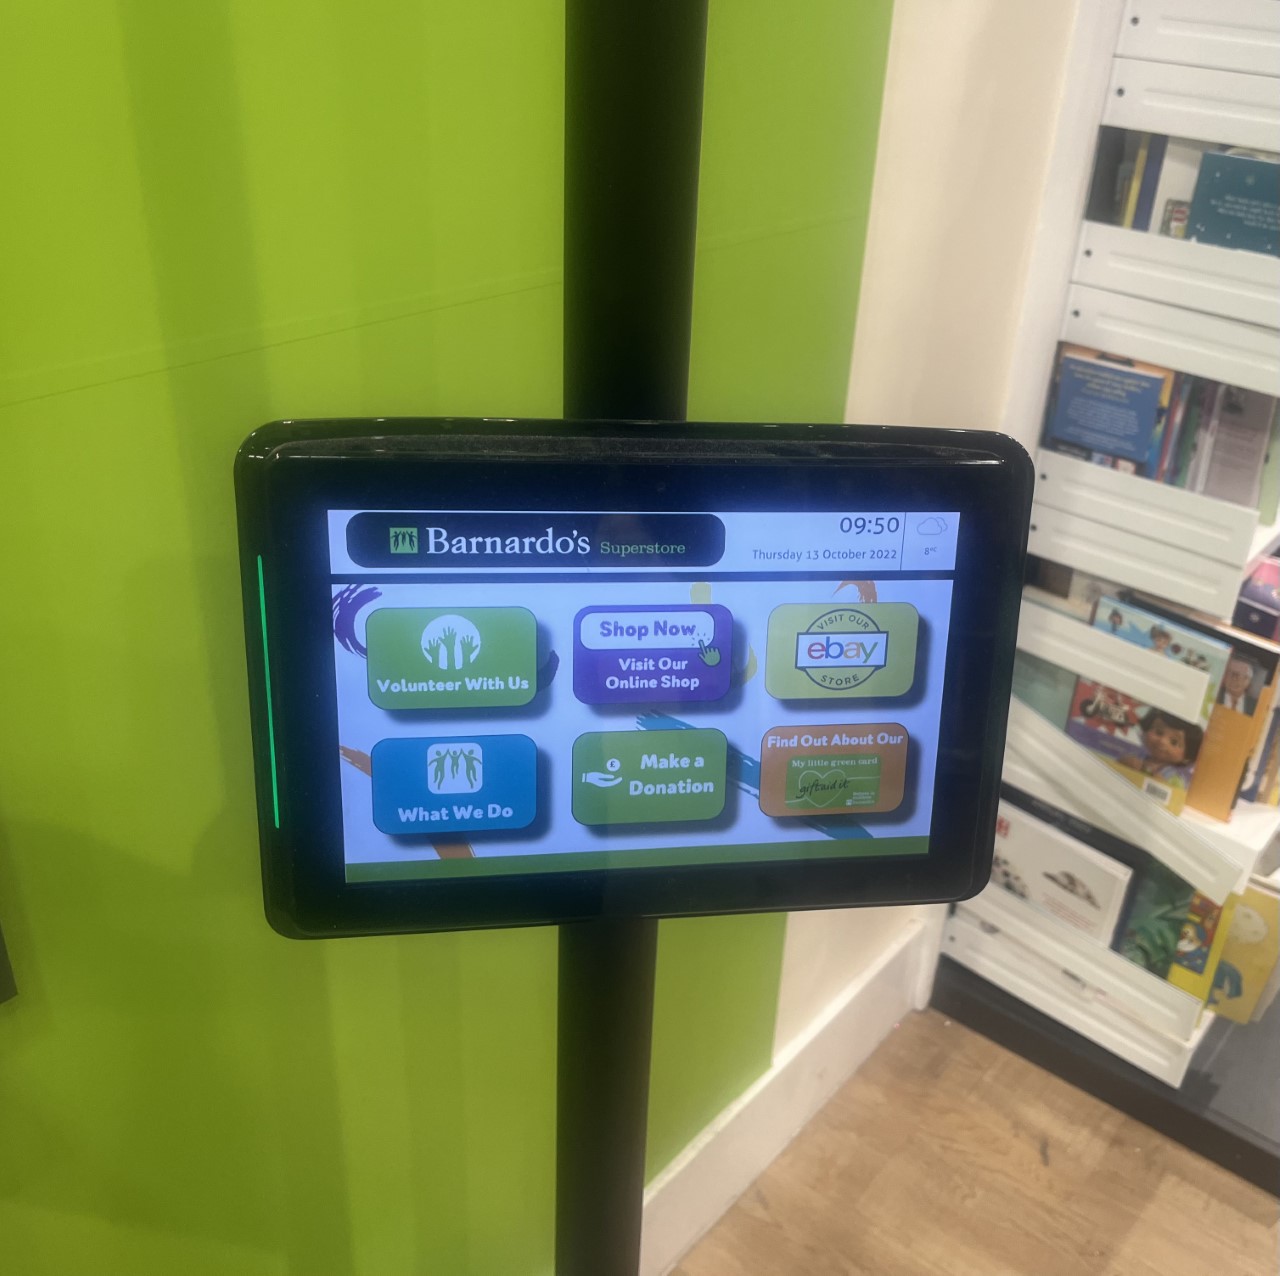 Barnardo's Superstore
09:50
Thursday 13 October 2022
8°C
Volunteer With Us
Shop Now
Visit Our
Online Shop
VISIT OUR
ebay
STORE
What We Do
£
Make a
Donation
Find Out About Our
My little green card
giftaid it